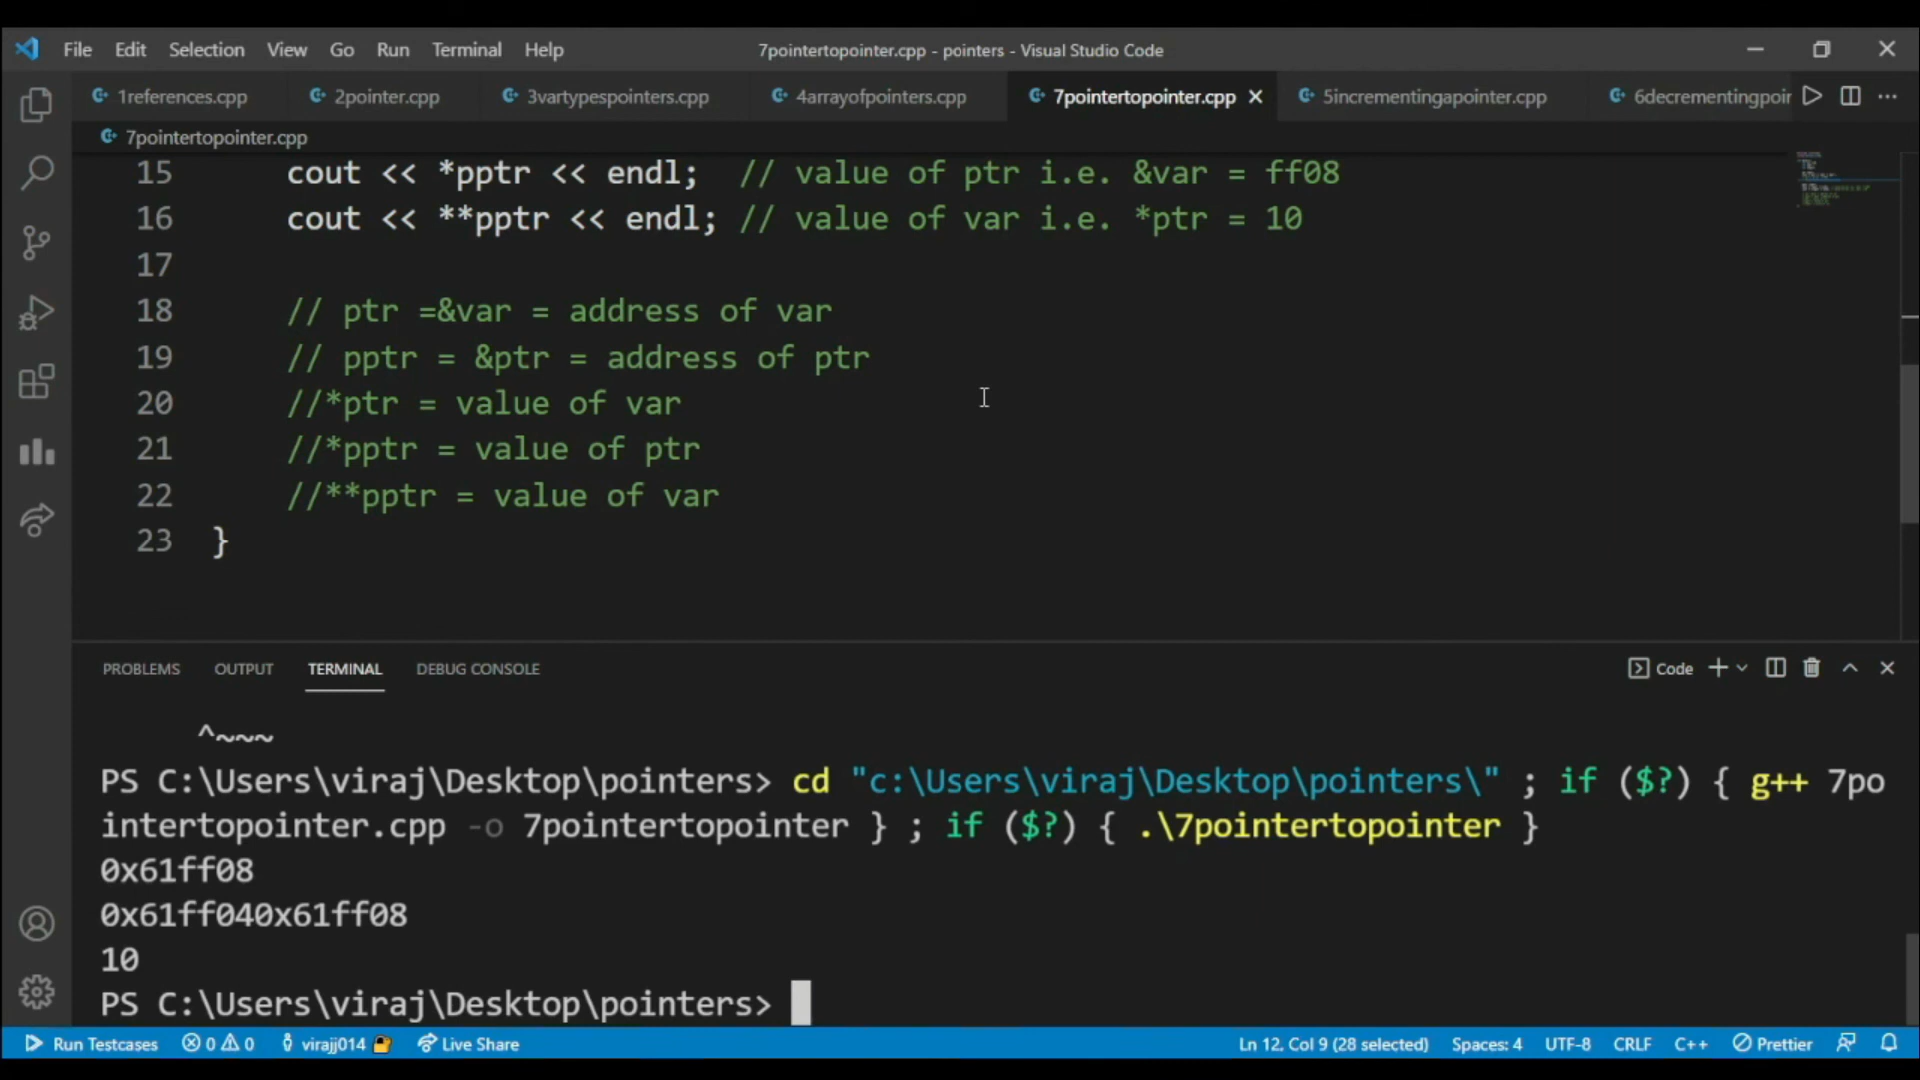 File Edit Selection View Go Run Terminal Help 7pointertopointer.cpp - pointers - Visual Studio Code
1references.cpp 2pointer.cpp 3vartypespointers.cpp 4arrayofpointers.cpp 7pointertopointer.cpp 5incrementingapointer.cpp 6decrementingpoir
7pointertopointer.cpp
15 cout << *pptr << endl; // value of ptr i.e. &var = ff08
16 cout << **pptr << endl; // value of var i.e. *ptr = 10
17
18 // ptr =&var = address of var
19 // pptr = &ptr = address of ptr
20 //*ptr = value of var
21 //*pptr = value of ptr
22 //**pptr = value of var
23 }
PROBLEMS OUTPUT TERMINAL DEBUG CONSOLE Code
^~~~
PS C:\Users\viraj\Desktop\pointers> cd "c:\Users\viraj\Desktop\pointers\" ; if ($?) { g++ 7po
intertopointer.cpp -o 7pointertopointer } ; if ($?) { .\7pointertopointer }
0x61ff08
0x61ff040x61ff08
10
PS C:\Users\viraj\Desktop\pointers>
Run Testcases 0 0 virajj014 Live Share Ln 12, Col 9 (28 selected) Spaces: 4 UTF-8 CRLF C++ Prettier